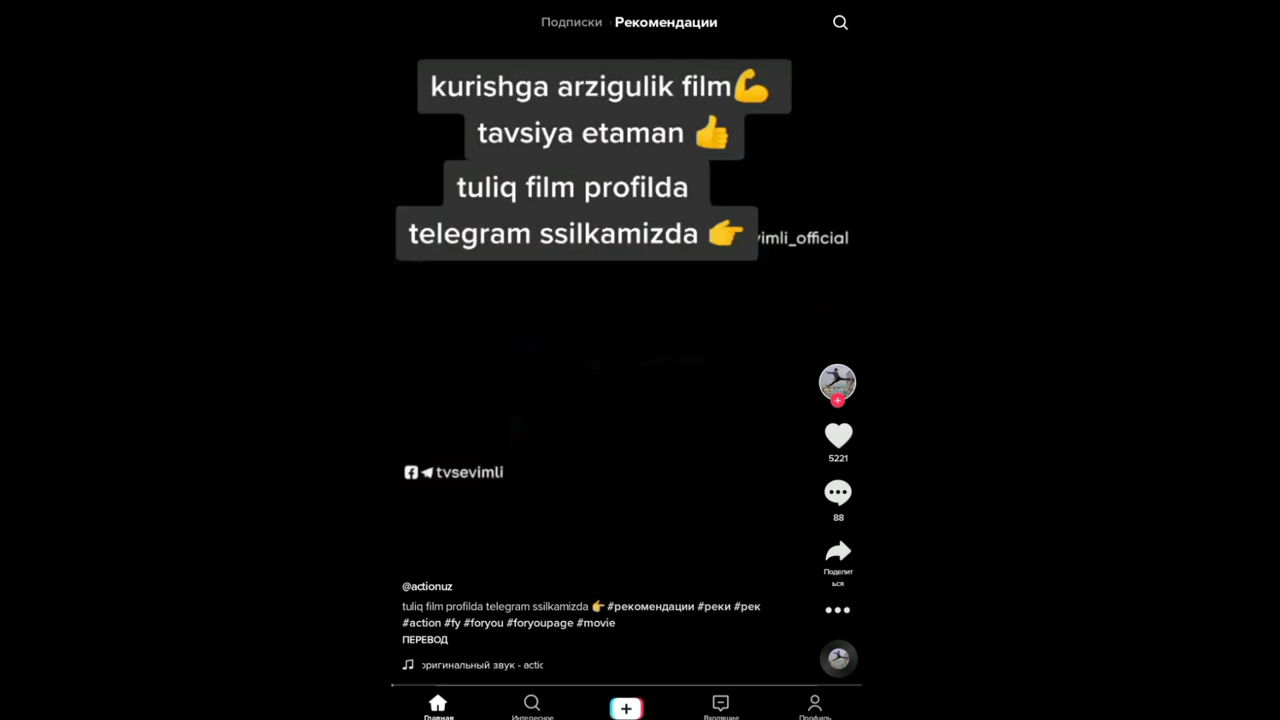 Подписки Рекомендации
kurishga arzigulik film💪
tavsiya etaman 👍
tuliq film profilda
telegram ssilkamizda 👉
vimli_official
tvsevimli
5221
88
Поделит
ься
@actionuz
tuliq film profilda telegram ssilkamizda 👉 #рекомендации #реки #рек
#action #fy #foryou #foryoupage #movie
ПЕРЕВОД
оригинальный звук - actic
Главная Интересное Входящие Профиль